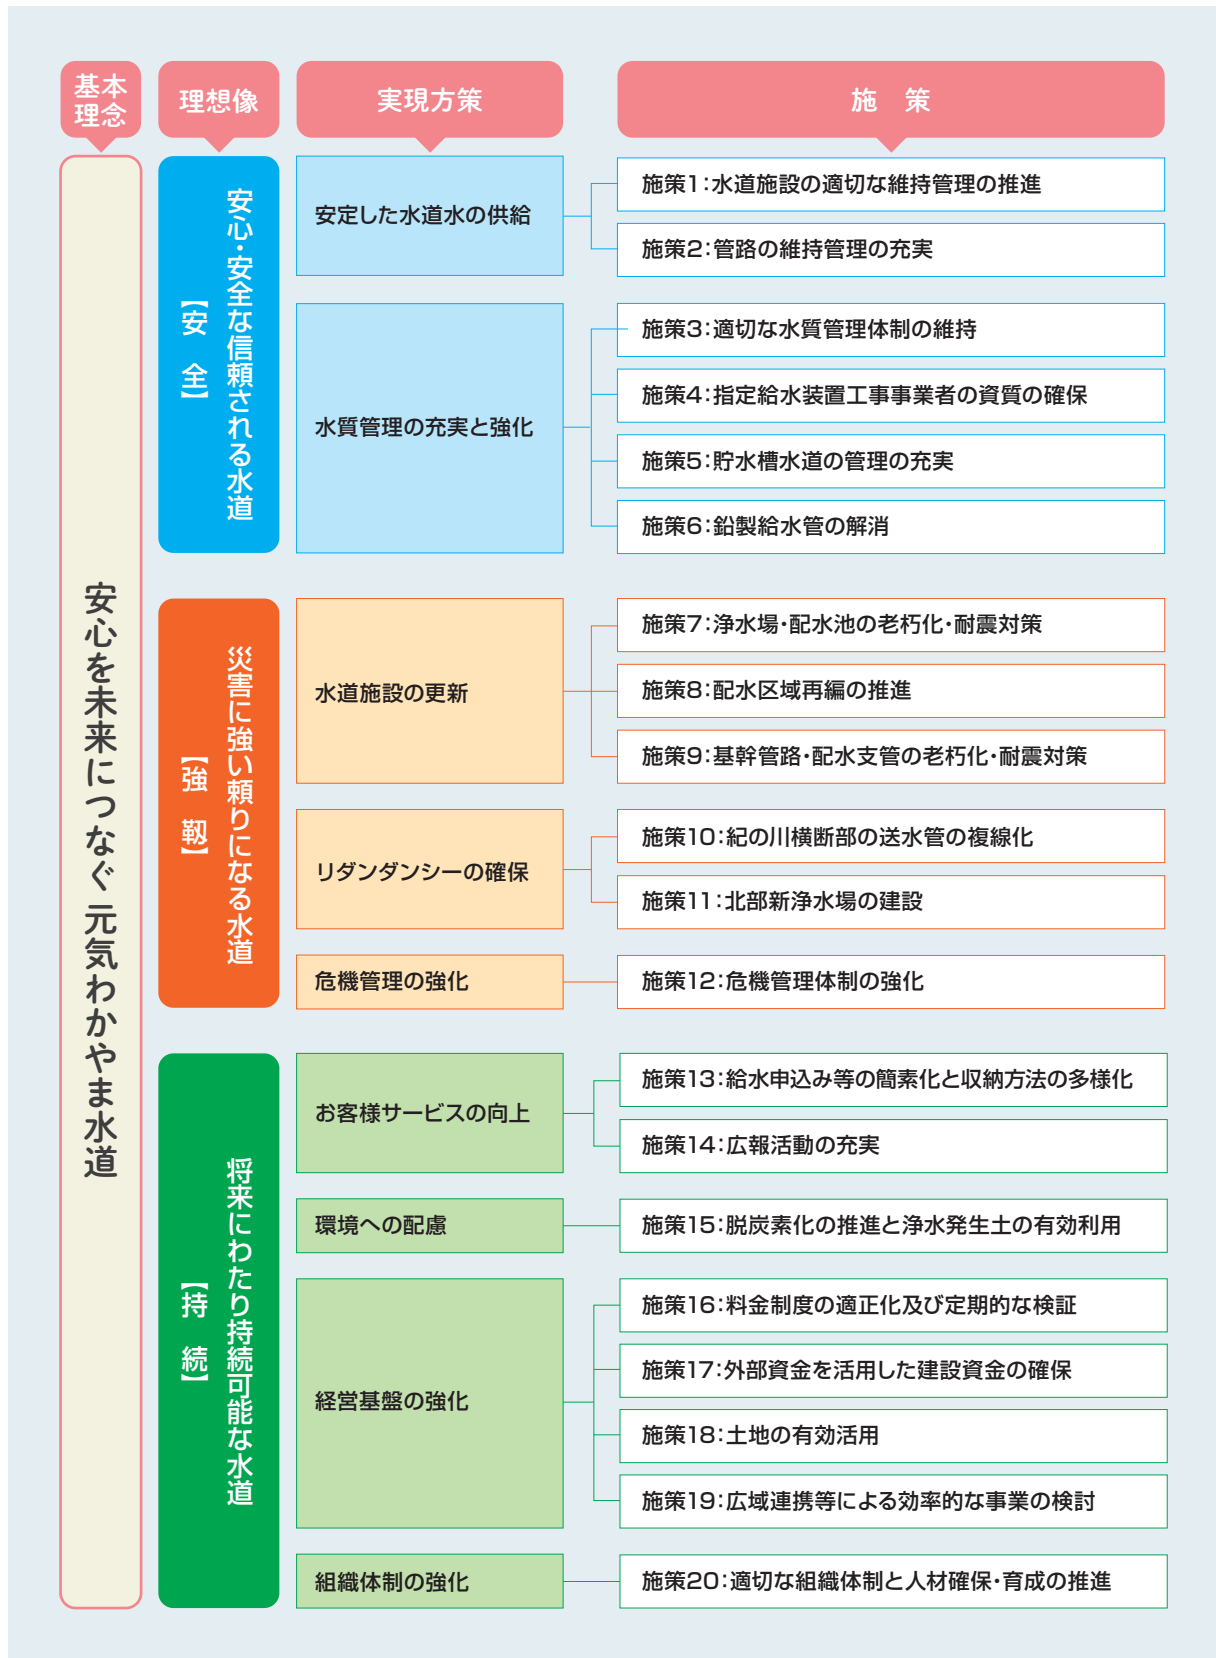 基本
理念
理想像
実現方策
施 策
安心を未来につなぐ 元気わかやま水道
安心・安全な信頼される水道
【安 全】
安定した水道水の供給
施策1：水道施設の適切な維持管理の推進
施策2：管路の維持管理の充実
水質管理の充実と強化
施策3：適切な水質管理体制の維持
施策4：指定給水装置工事事業者の資質の確保
施策5：貯水槽水道の管理の充実
施策6：鉛製給水管の解消
災害に強い頼りになる水道
【強 靱】
水道施設の更新
施策7：浄水場・配水池の老朽化・耐震対策
施策8：配水区域再編の推進
施策9：基幹管路・配水支管の老朽化・耐震対策
リダンダンシーの確保
施策10：紀の川横断部の送水管の複線化
施策11：北部新浄水場の建設
危機管理の強化
施策12：危機管理体制の強化
将来にわたり持続可能な水道
【持 続】
お客様サービスの向上
施策13：給水申込み等の簡素化と収納方法の多様化
施策14：広報活動の充実
環境への配慮
施策15：脱炭素化の推進と浄水発生土の有効利用
経営基盤の強化
施策16：料金制度の適正化及び定期的な検証
施策17：外部資金を活用した建設資金の確保
施策18：土地の有効活用
施策19：広域連携等による効率的な事業の検討
組織体制の強化
施策20：適切な組織体制と人材確保・育成の推進